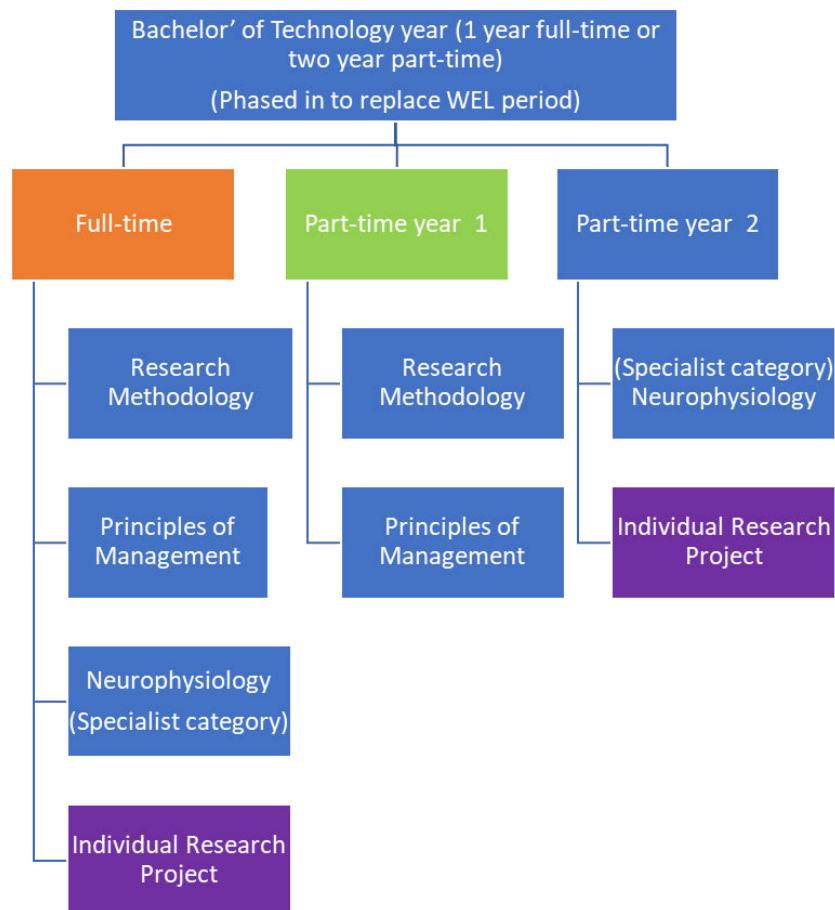 Bachelor’ of Technology year (1 year full-time or
two year part-time)
(Phased in to replace WEL period)
Full-time
Part-time year  1
Part-time year  2
Research
Methodology
Principles of
Management
Neurophysiology
(Specialist category)
Individual Research
Project
Research
Methodology
Principles of
Management
(Specialist category)
Neurophysiology
Individual Research
Project